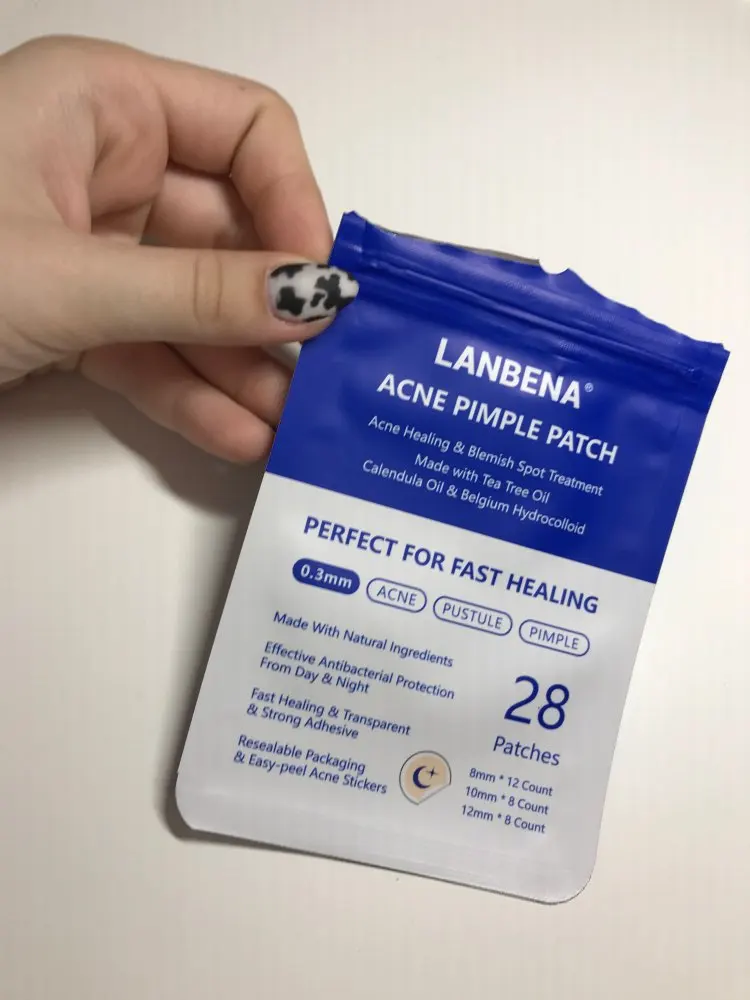 LANBENA®
ACNE PIMPLE PATCH
Acne Healing & Blemish Spot Treatment
Made with Tea Tree Oil
Calendula Oil & Belgium Hydrocolloid
PERFECT FOR FAST HEALING
0.3mm ACNE PUSTULE PIMPLE
Made With Natural Ingredients
Effective Antibacterial Protection
From Day & Night
Fast Healing & Transparent
& Strong Adhesive
Resealable Packaging
& Easy-peel Acne Stickers
28
Patches
8mm * 12 Count
10mm * 8 Count
12mm * 8 Count